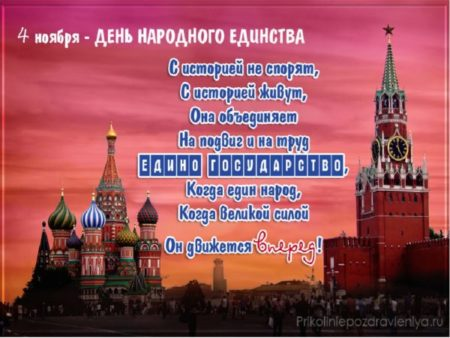 4 ноября - ДЕНЬ НАРОДНОГО ЕДИНСТВА
С историей не спорят,
С историей живут,
Она объединяет
На подвиг и на труд
ЕДИНО ГОСУДАРСТВО,
Когда един народ,
Когда великой силой
Он движется вперед!
Prikolniepozdravleniya.ru